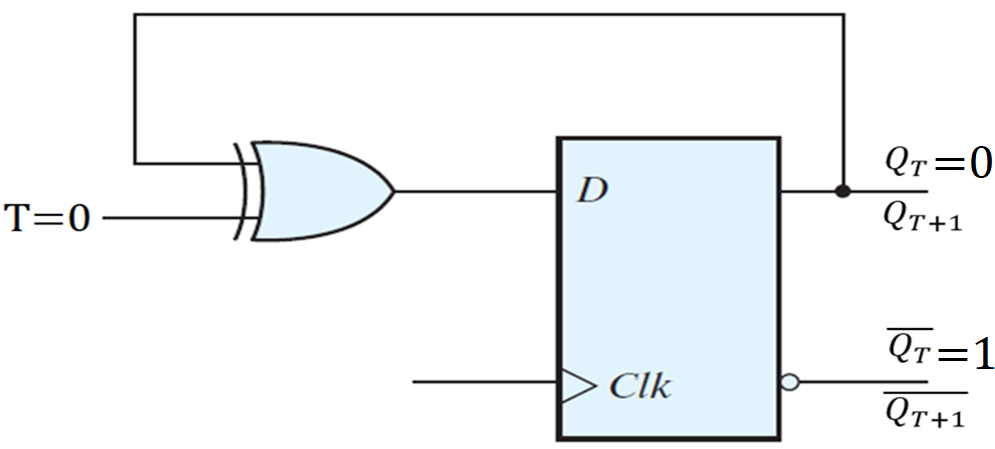 Q_T=0
D
T=0
Q_{T+1}
\overline{Q_T}=1
Clk
\overline{Q_{T+1}}